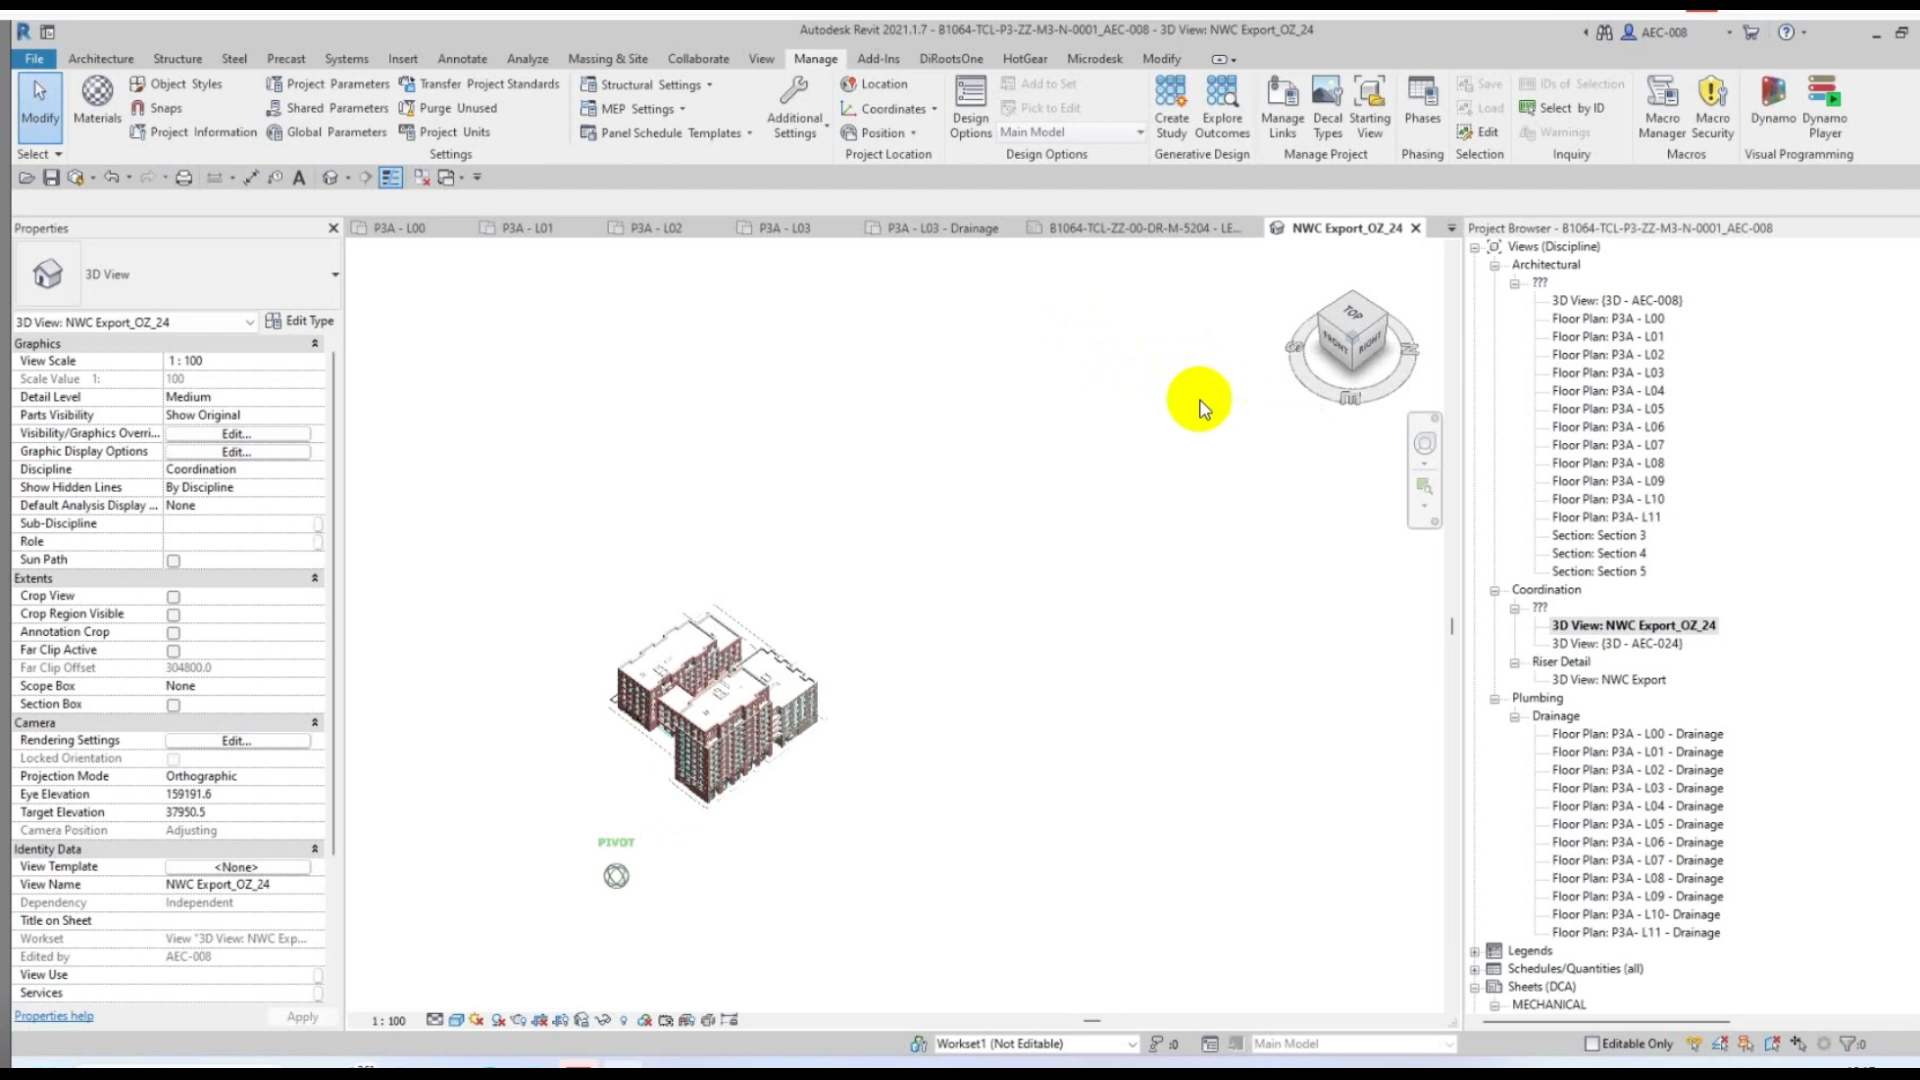 Autodesk Revit 2021.1.7 - B1064-TCL-P3-ZZ-M3-N-0001_AEC-008 - 3D View: NWC Export_OZ_24
AEC-008
File Architecture Structure Steel Precast Systems Insert Annotate Analyze Massing & Site Collaborate View Manage Add-Ins DiRootsOne HotGear Microdesk Modify
Modify
Materials
Object Styles
Snaps
Project Information
Project Parameters
Shared Parameters
Global Parameters
Transfer Project Standards
Purge Unused
Project Units
Structural Settings
MEP Settings
Panel Schedule Templates
Additional Settings
Location
Coordinates
Position
Design Options
Add to Set
Pick to Edit
Main Model
Create Study
Explore Outcomes
Manage Links
Decal Types
Starting View
Phases
Save
Load
Edit
IDs of Selection
Select by ID
Warnings
Macro Manager
Macro Security
Dynamo
Dynamo Player
Select
Settings
Project Location
Design Options
Generative Design
Manage Project
Phasing
Selection
Inquiry
Macros
Visual Programming
Properties
3D View
3D View: NWC Export_OZ_24 Edit Type
Graphics
View Scale 1 : 100
Scale Value 1: 100
Detail Level Medium
Parts Visibility Show Original
Visibility/Graphics Overri... Edit...
Graphic Display Options Edit...
Discipline Coordination
Show Hidden Lines By Discipline
Default Analysis Display ... None
Sub-Discipline
Role
Sun Path
Extents
Crop View
Crop Region Visible
Annotation Crop
Far Clip Active
Far Clip Offset 304800.0
Scope Box None
Section Box
Camera
Rendering Settings Edit...
Locked Orientation
Projection Mode Orthographic
Eye Elevation 159191.6
Target Elevation 37950.5
Camera Position Adjusting
Identity Data
View Template <None>
View Name NWC Export_OZ_24
Dependency Independent
Title on Sheet
Workset View "3D View: NWC Exp...
Edited by AEC-008
View Use
Services
Properties help Apply
P3A - L00
P3A - L01
P3A - L02
P3A - L03
P3A - L03 - Drainage
B1064-TCL-ZZ-00-DR-M-5204 - LE...
NWC Export_OZ_24
TOP
FRONT
RIGHT
PIVOT
1 : 100
Project Browser - B1064-TCL-P3-ZZ-M3-N-0001_AEC-008
Views (Discipline)
Architectural
???
3D View: {3D - AEC-008}
Floor Plan: P3A - L00
Floor Plan: P3A - L01
Floor Plan: P3A - L02
Floor Plan: P3A - L03
Floor Plan: P3A - L04
Floor Plan: P3A - L05
Floor Plan: P3A - L06
Floor Plan: P3A - L07
Floor Plan: P3A - L08
Floor Plan: P3A - L09
Floor Plan: P3A - L10
Floor Plan: P3A- L11
Section: Section 3
Section: Section 4
Section: Section 5
Coordination
???
3D View: NWC Export_OZ_24
3D View: {3D - AEC-024}
Riser Detail
3D View: NWC Export
Plumbing
Drainage
Floor Plan: P3A - L00 - Drainage
Floor Plan: P3A - L01 - Drainage
Floor Plan: P3A - L02 - Drainage
Floor Plan: P3A - L03 - Drainage
Floor Plan: P3A - L04 - Drainage
Floor Plan: P3A - L05 - Drainage
Floor Plan: P3A - L06 - Drainage
Floor Plan: P3A - L07 - Drainage
Floor Plan: P3A - L08 - Drainage
Floor Plan: P3A - L09 - Drainage
Floor Plan: P3A - L10- Drainage
Floor Plan: P3A- L11 - Drainage
Legends
Schedules/Quantities (all)
Sheets (DCA)
MECHANICAL
Workset1 (Not Editable) :0 Main Model Editable Only :0